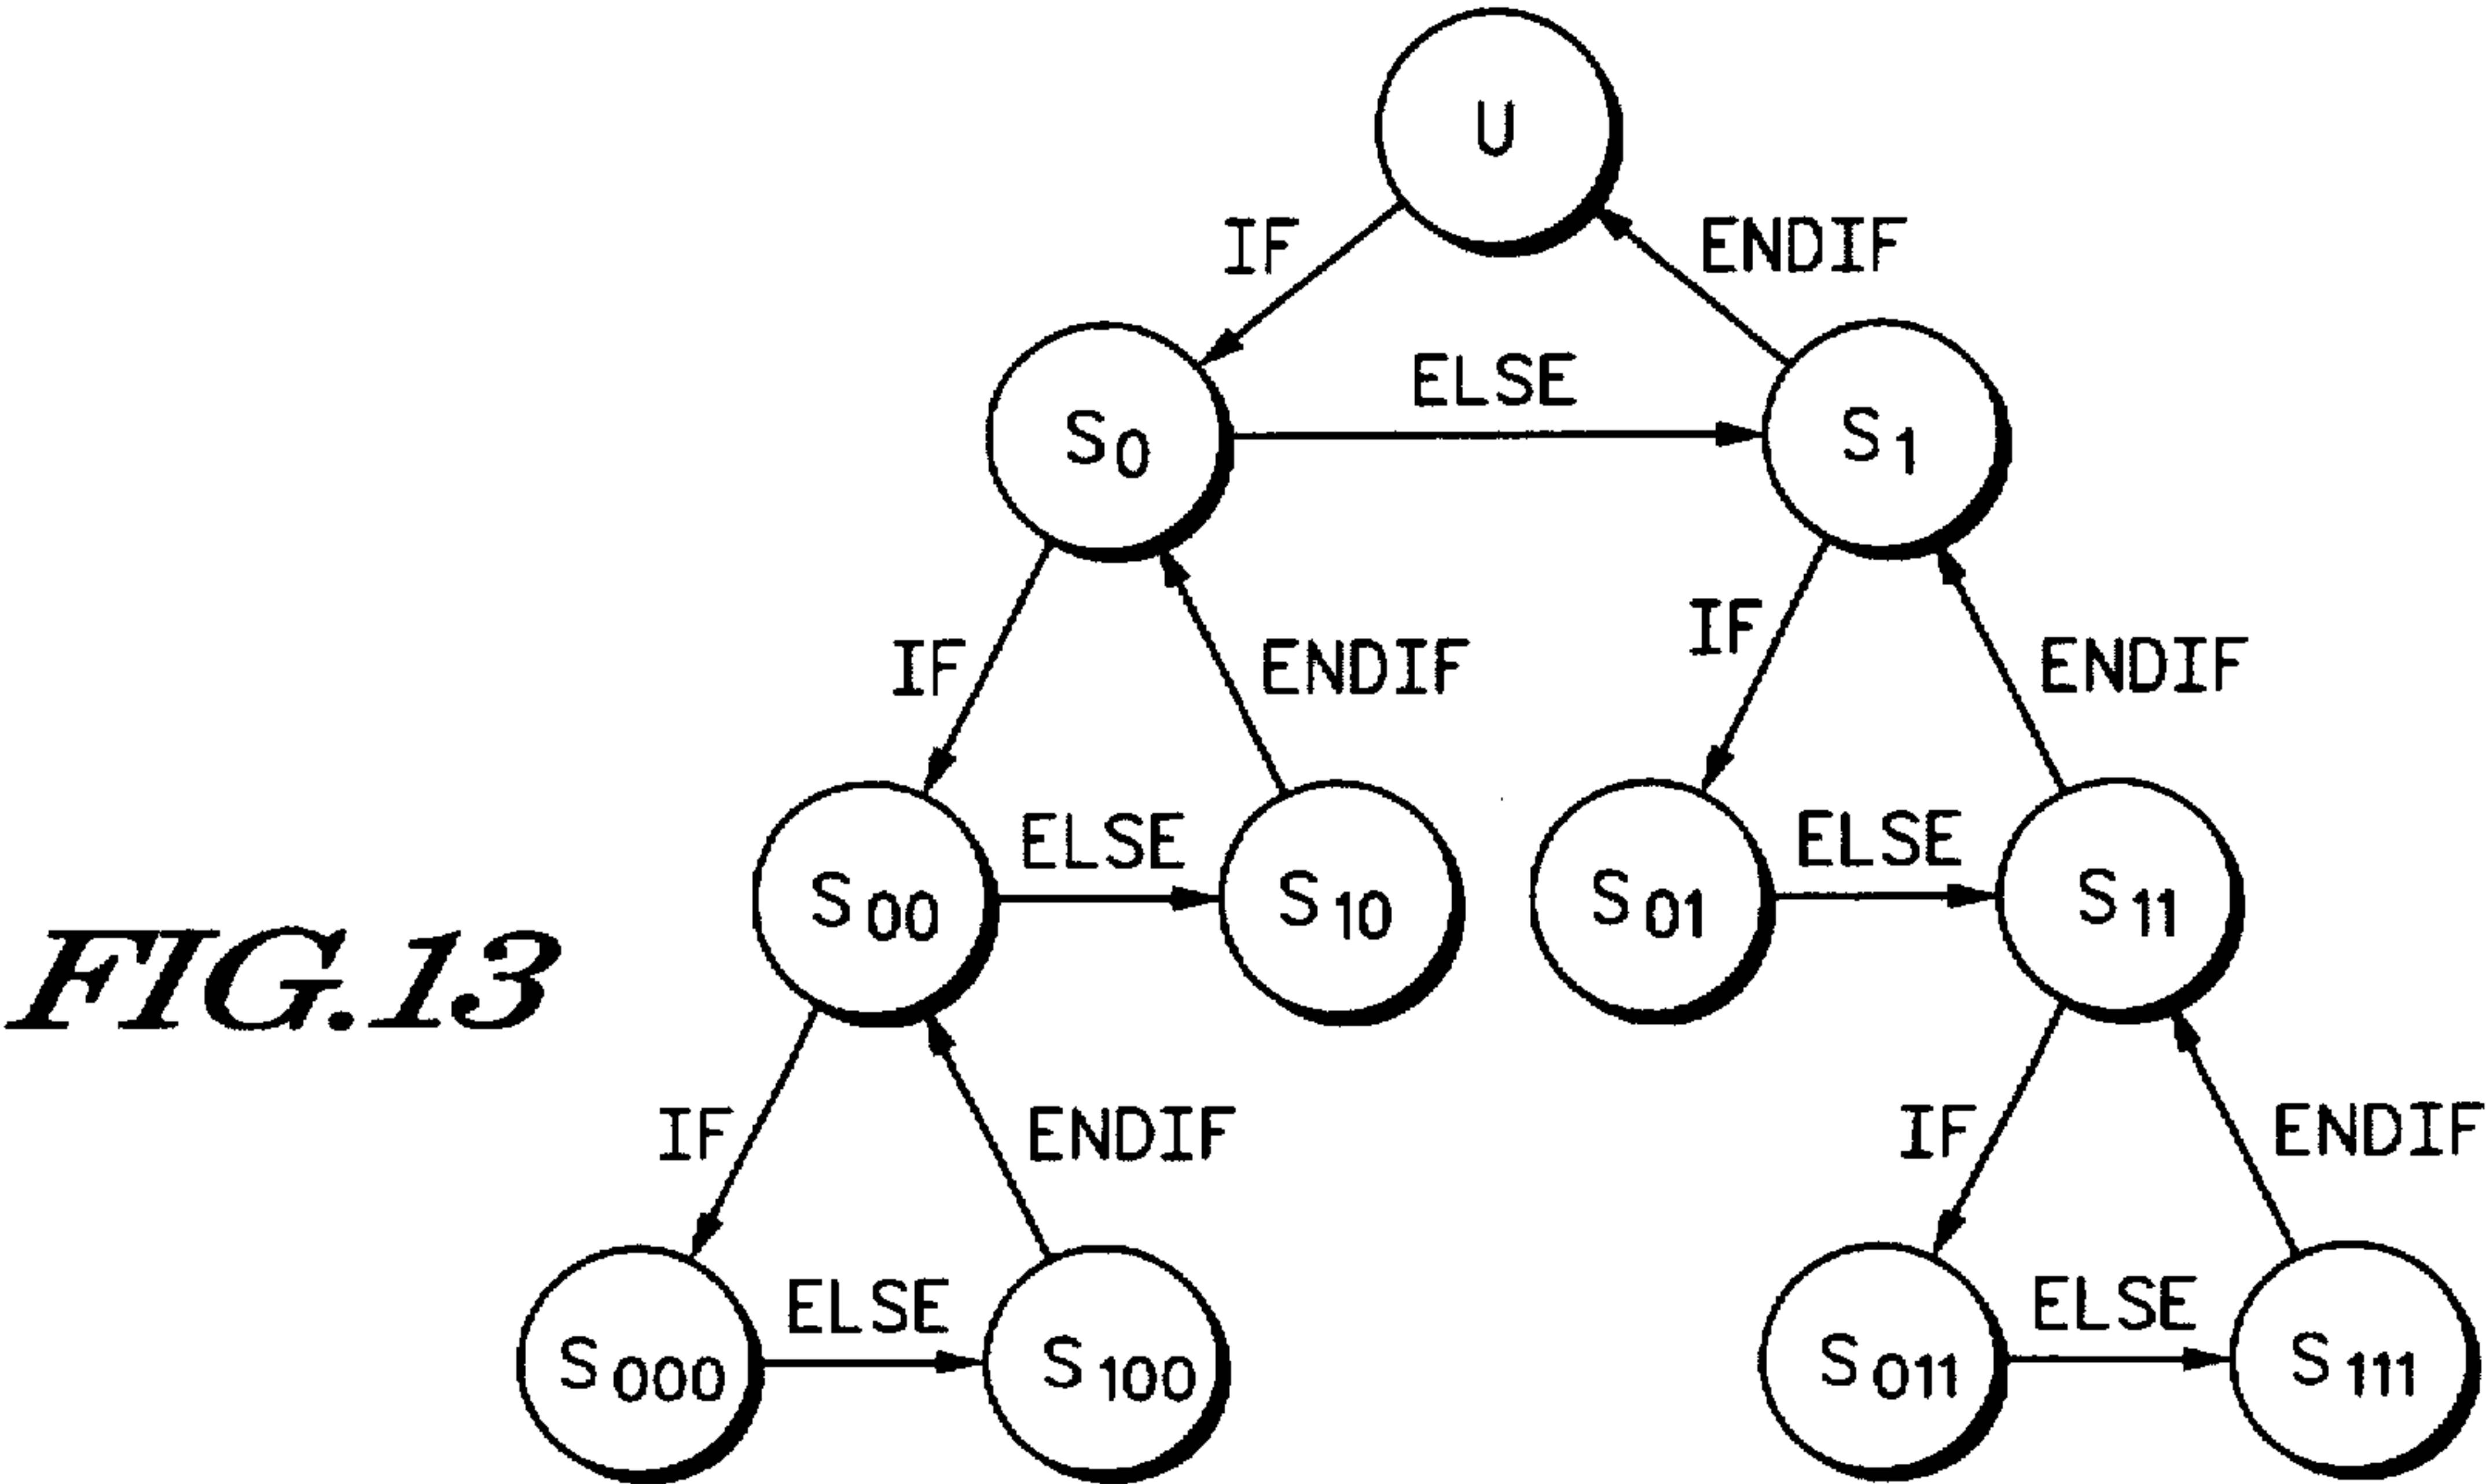 U
IF
ENDIF
ELSE
S0
S1
IF
ENDIF
IF
ENDIF
ELSE
ELSE
S00
S10
S01
S11
FIG.13
IF
ENDIF
IF
ENDIF
ELSE
ELSE
S000
S100
S011
S111